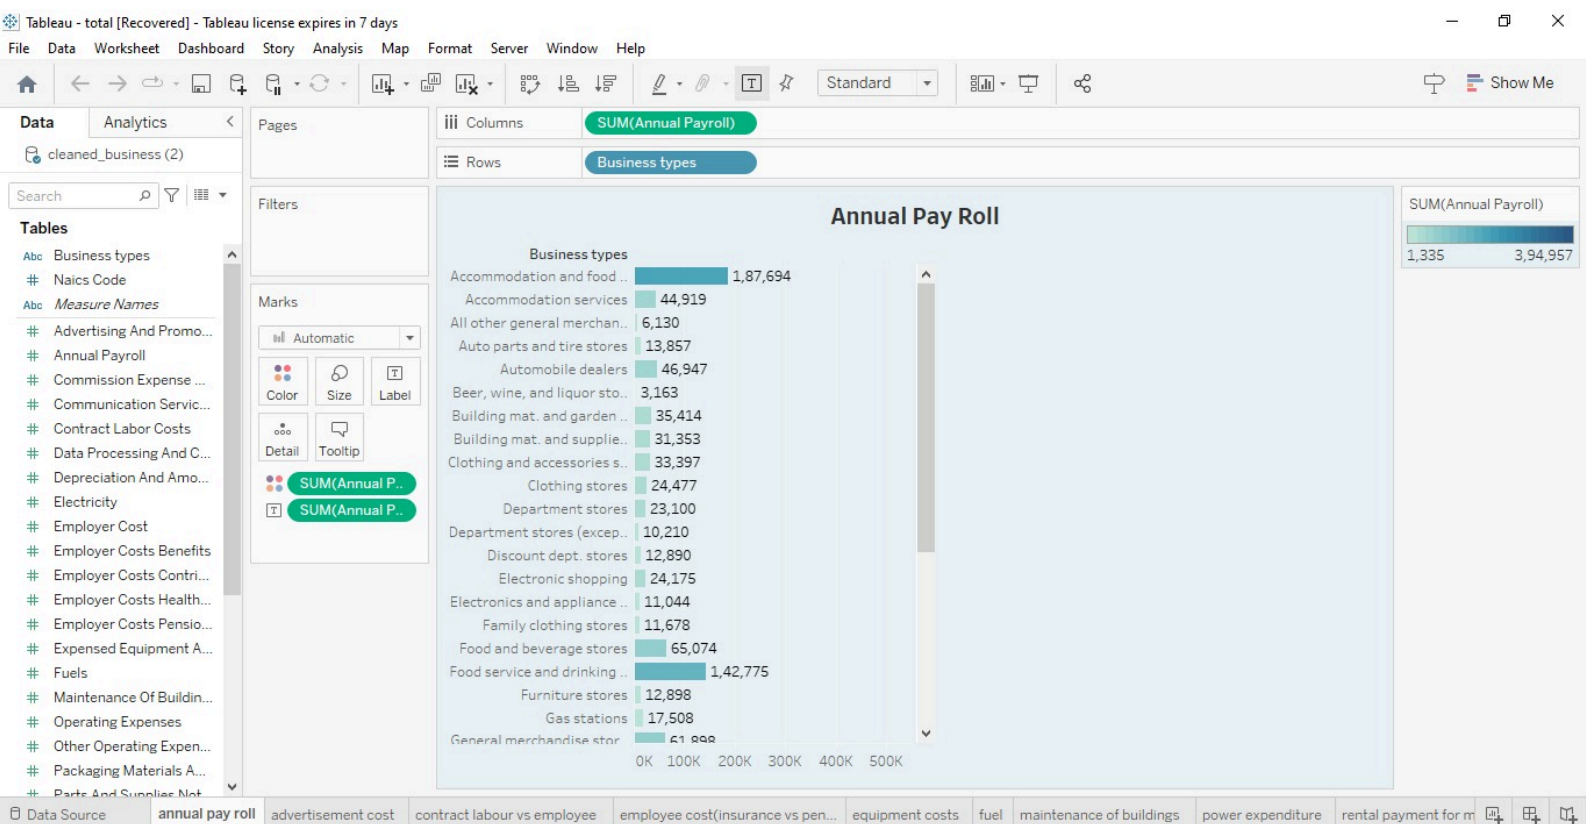 Tableau - total [Recovered] - Tableau license expires in 7 days
File Data Worksheet Dashboard Story Analysis Map Format Server Window Help
Standard
Show Me
Data Analytics
cleaned_business (2)
Search
Tables
Abc Business types
# Naics Code
Abc Measure Names
# Advertising And Promo...
# Annual Payroll
# Commission Expense ...
# Communication Servic...
# Contract Labor Costs
# Data Processing And C...
# Depreciation And Amo...
# Electricity
# Employer Cost
# Employer Costs Benefits
# Employer Costs Contri...
# Employer Costs Health...
# Employer Costs Pensio...
# Expensed Equipment A...
# Fuels
# Maintenance Of Buildin...
# Operating Expenses
# Other Operating Expen...
# Packaging Materials A...
# Parts And Supplies Not
Pages
Filters
Marks
Automatic
Color Size Label
Detail Tooltip
SUM(Annual P..
SUM(Annual P..
Columns SUM(Annual Payroll)
Rows Business types
Annual Pay Roll
Business types
Accommodation and food .. 1,87,694
Accommodation services 44,919
All other general merchan.. 6,130
Auto parts and tire stores 13,857
Automobile dealers 46,947
Beer, wine, and liquor sto.. 3,163
Building mat. and garden .. 35,414
Building mat. and supplie.. 31,353
Clothing and accessories s.. 33,397
Clothing stores 24,477
Department stores 23,100
Department stores (excep.. 10,210
Discount dept. stores 12,890
Electronic shopping 24,175
Electronics and appliance .. 11,044
Family clothing stores 11,678
Food and beverage stores 65,074
Food service and drinking .. 1,42,775
Furniture stores 12,898
Gas stations 17,508
General merchandise stor 61,898
0K 100K 200K 300K 400K 500K
SUM(Annual Payroll)
1,335 3,94,957
Data Source annual pay roll advertisement cost contract labour vs employee employee cost(insurance vs pen... equipment costs fuel maintenance of buildings power expenditure rental payment for m